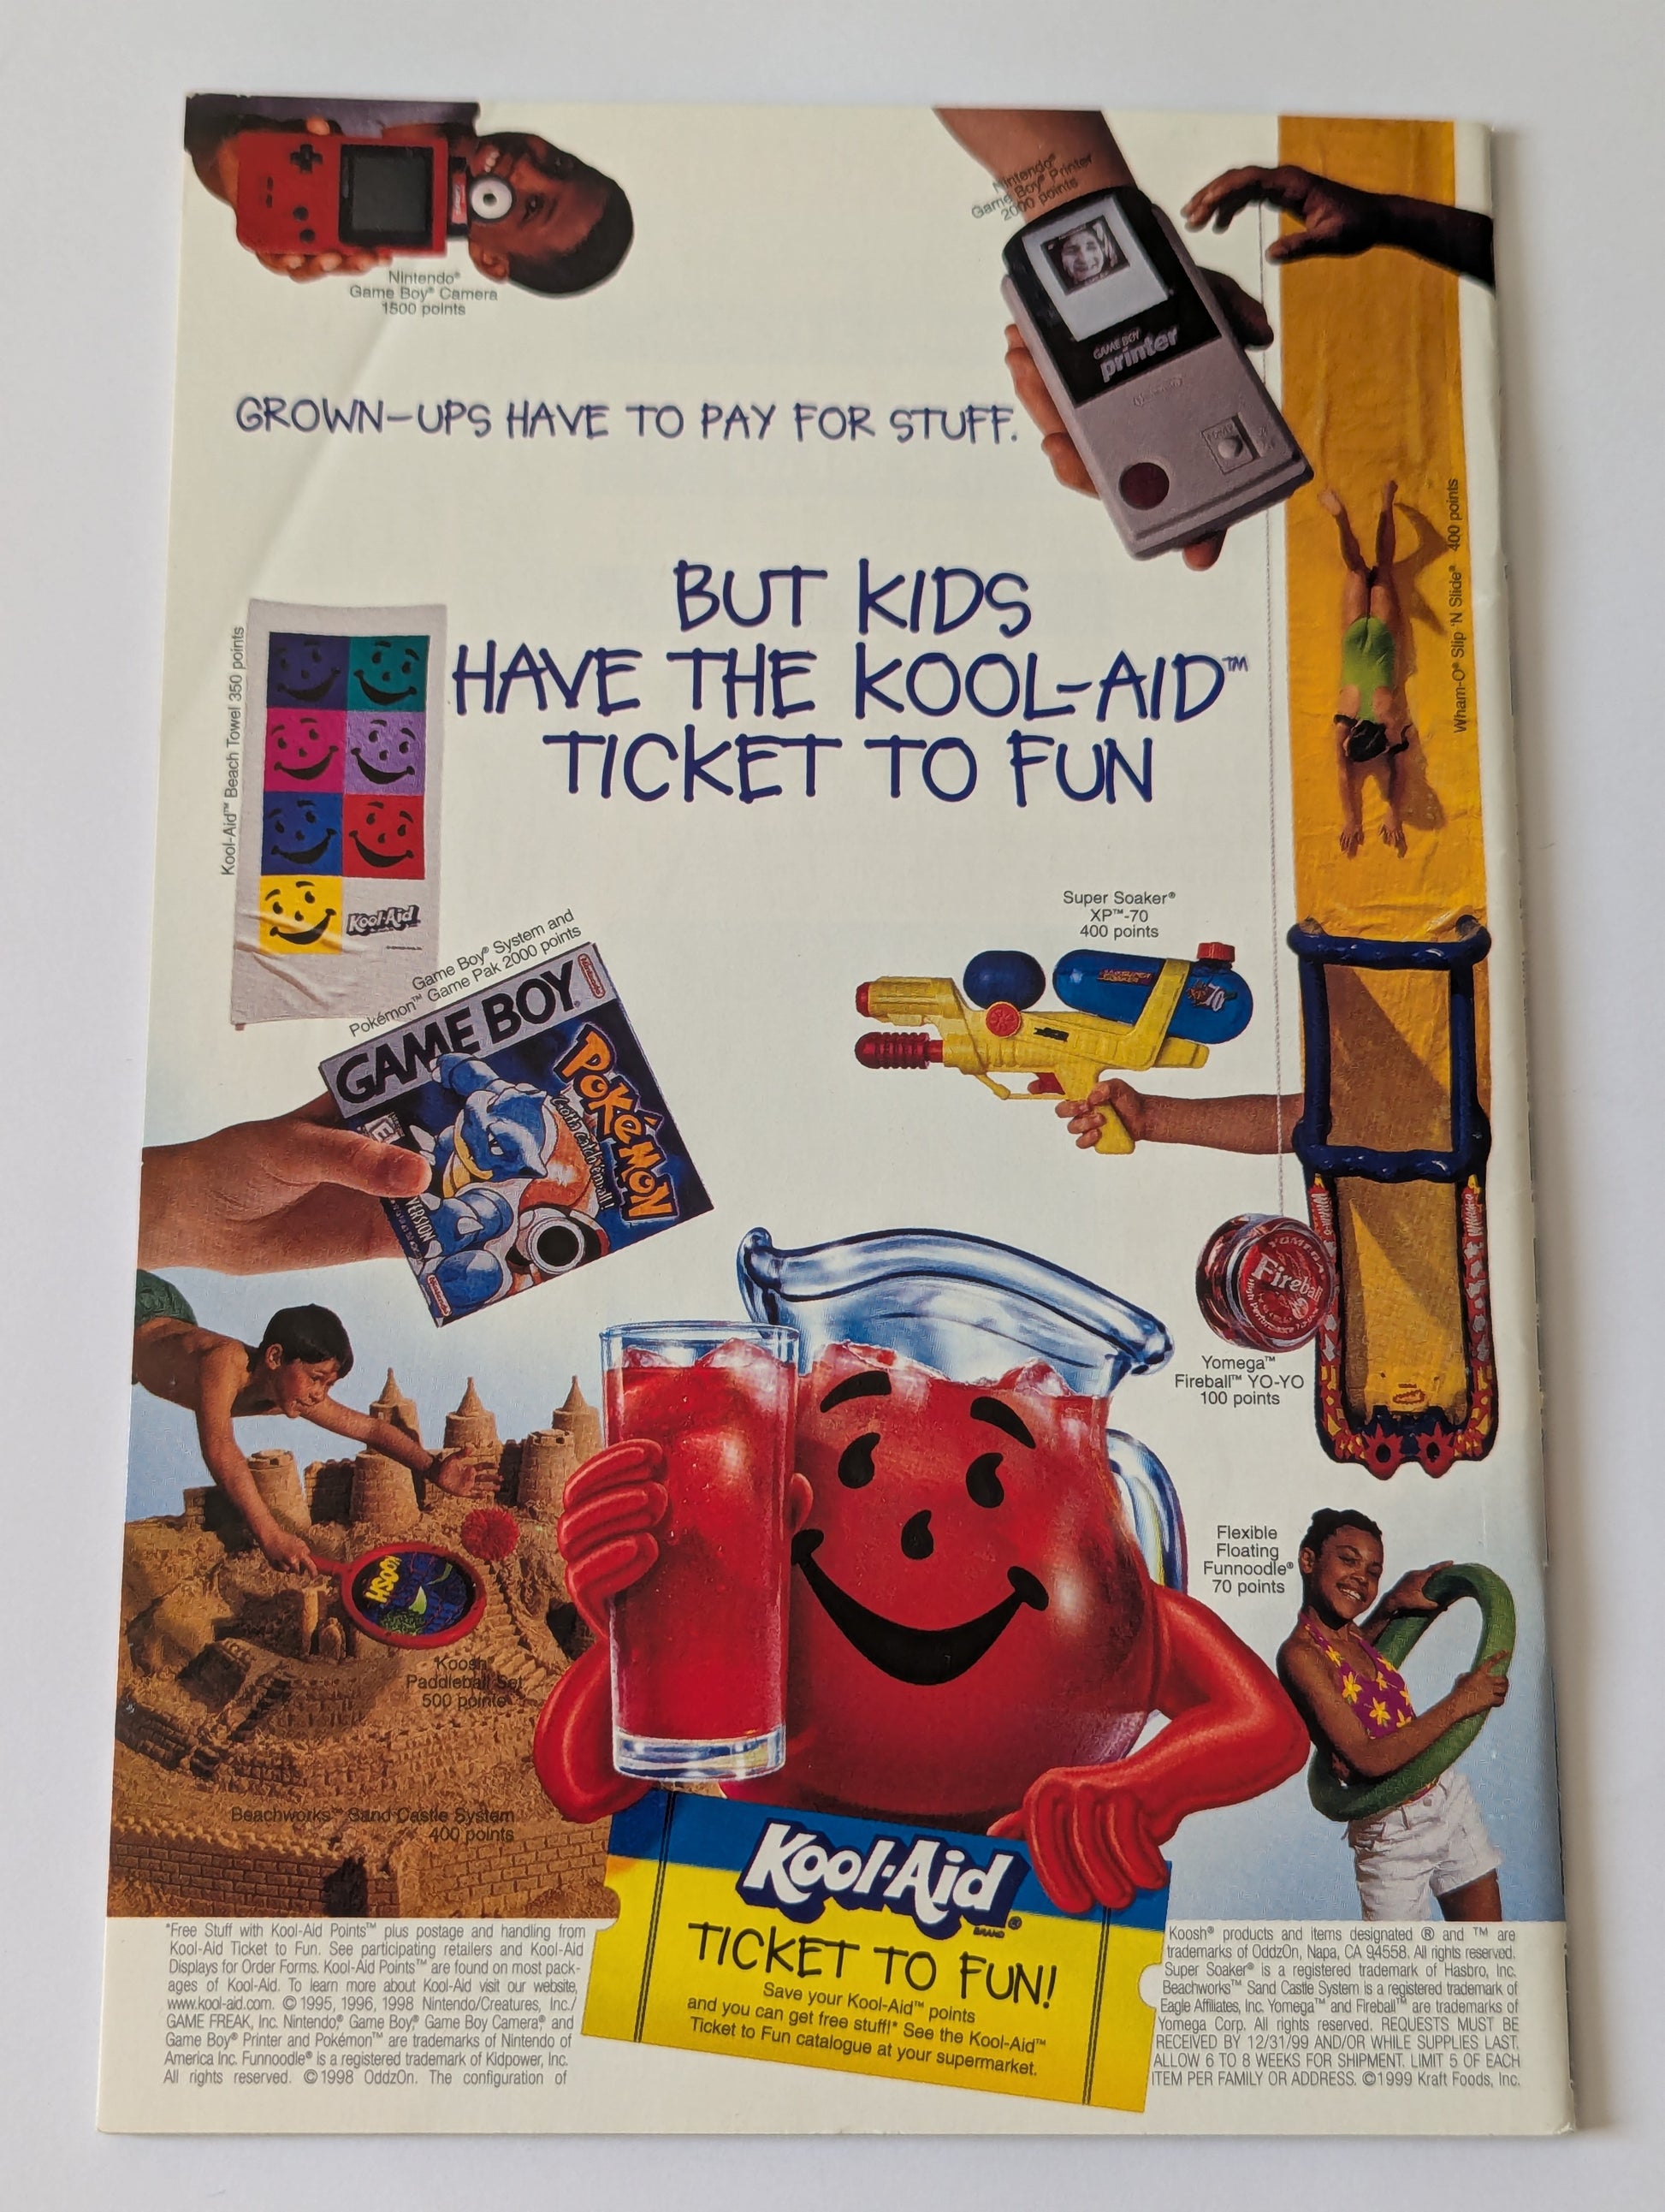 Nintendo®
Game Boy® Camera
1500 points
Nintendo®
Game Boy® Printer
2000 points
GAME BOY
printer
GROWN-UPS HAVE TO PAY FOR STUFF.
BUT KIDS
HAVE THE KOOL-AID™
TICKET TO FUN
Wham-O® Slip 'N Slide® 400 points
Kool-Aid™ Beach Towel 350 points
Kool-Aid
Game Boy® System and
Pokémon™ Game Pak 2000 points
GAME BOY
Nintendo
POKéMON
Gotta catch 'em all!
VERSION
Super Soaker®
XP™-70
400 points
XP 70
YOMEGA
Fireball
High Performance
Yomega™
Fireball™ YO-YO
100 points
KOOSH
Koosh®
Paddleball Set
500 points
Flexible
Floating
Funnoodle®
70 points
Beachworks™ Sand Castle System
400 points
Kool-Aid
BRAND®
TICKET TO FUN!
Save your Kool-Aid™ points
and you can get free stuff!* See the Kool-Aid™
Ticket to Fun catalogue at your supermarket.
*Free Stuff with Kool-Aid Points™ plus postage and handling from
Kool-Aid Ticket to Fun. See participating retailers and Kool-Aid
Displays for Order Forms. Kool-Aid Points™ are found on most pack-
ages of Kool-Aid. To learn more about Kool-Aid visit our website,
www.kool-aid.com. ©1995, 1996, 1998 Nintendo/Creatures, Inc./
GAME FREAK, Inc. Nintendo® Game Boy® Game Boy Camera® and
Game Boy® Printer and Pokémon™ are trademarks of Nintendo of
America Inc. Funnoodle® is a registered trademark of Kidpower, Inc.
All rights reserved. ©1998 OddzOn. The configuration of
Koosh® products and items designated ® and ™ are
trademarks of OddzOn, Napa, CA 94558. All rights reserved.
Super Soaker® is a registered trademark of Hasbro, Inc.
Beachworks™ Sand Castle System is a registered trademark of
Eagle Affiliates, Inc. Yomega™ and Fireball™ are trademarks of
Yomega Corp. All rights reserved. REQUESTS MUST BE
RECEIVED BY 12/31/99 AND/OR WHILE SUPPLIES LAST.
ALLOW 6 TO 8 WEEKS FOR SHIPMENT. LIMIT 5 OF EACH
ITEM PER FAMILY OR ADDRESS. ©1999 Kraft Foods, Inc.